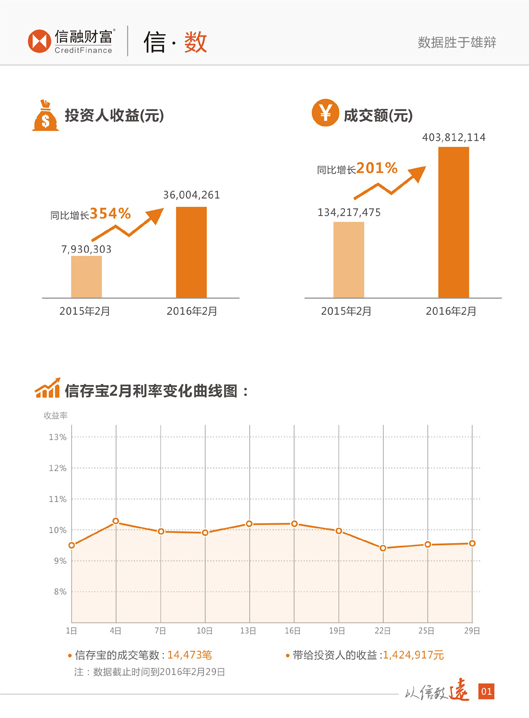 信融财富®
CreditFinance
信·数
数据胜于雄辩
投资人收益(元)
同比增长354%
36,004,261
7,930,303
2015年2月 2016年2月
成交额(元)
403,812,114
同比增长201%
134,217,475
2015年2月 2016年2月
信存宝2月利率变化曲线图：
收益率
13%
12%
11%
10%
9%
8%
1日 4日 7日 10日 13日 16日 19日 22日 25日 29日
• 信存宝的成交笔数：14,473笔 • 带给投资人的收益：1,424,917元
注：数据截止时间到2016年2月29日
从信致远 01